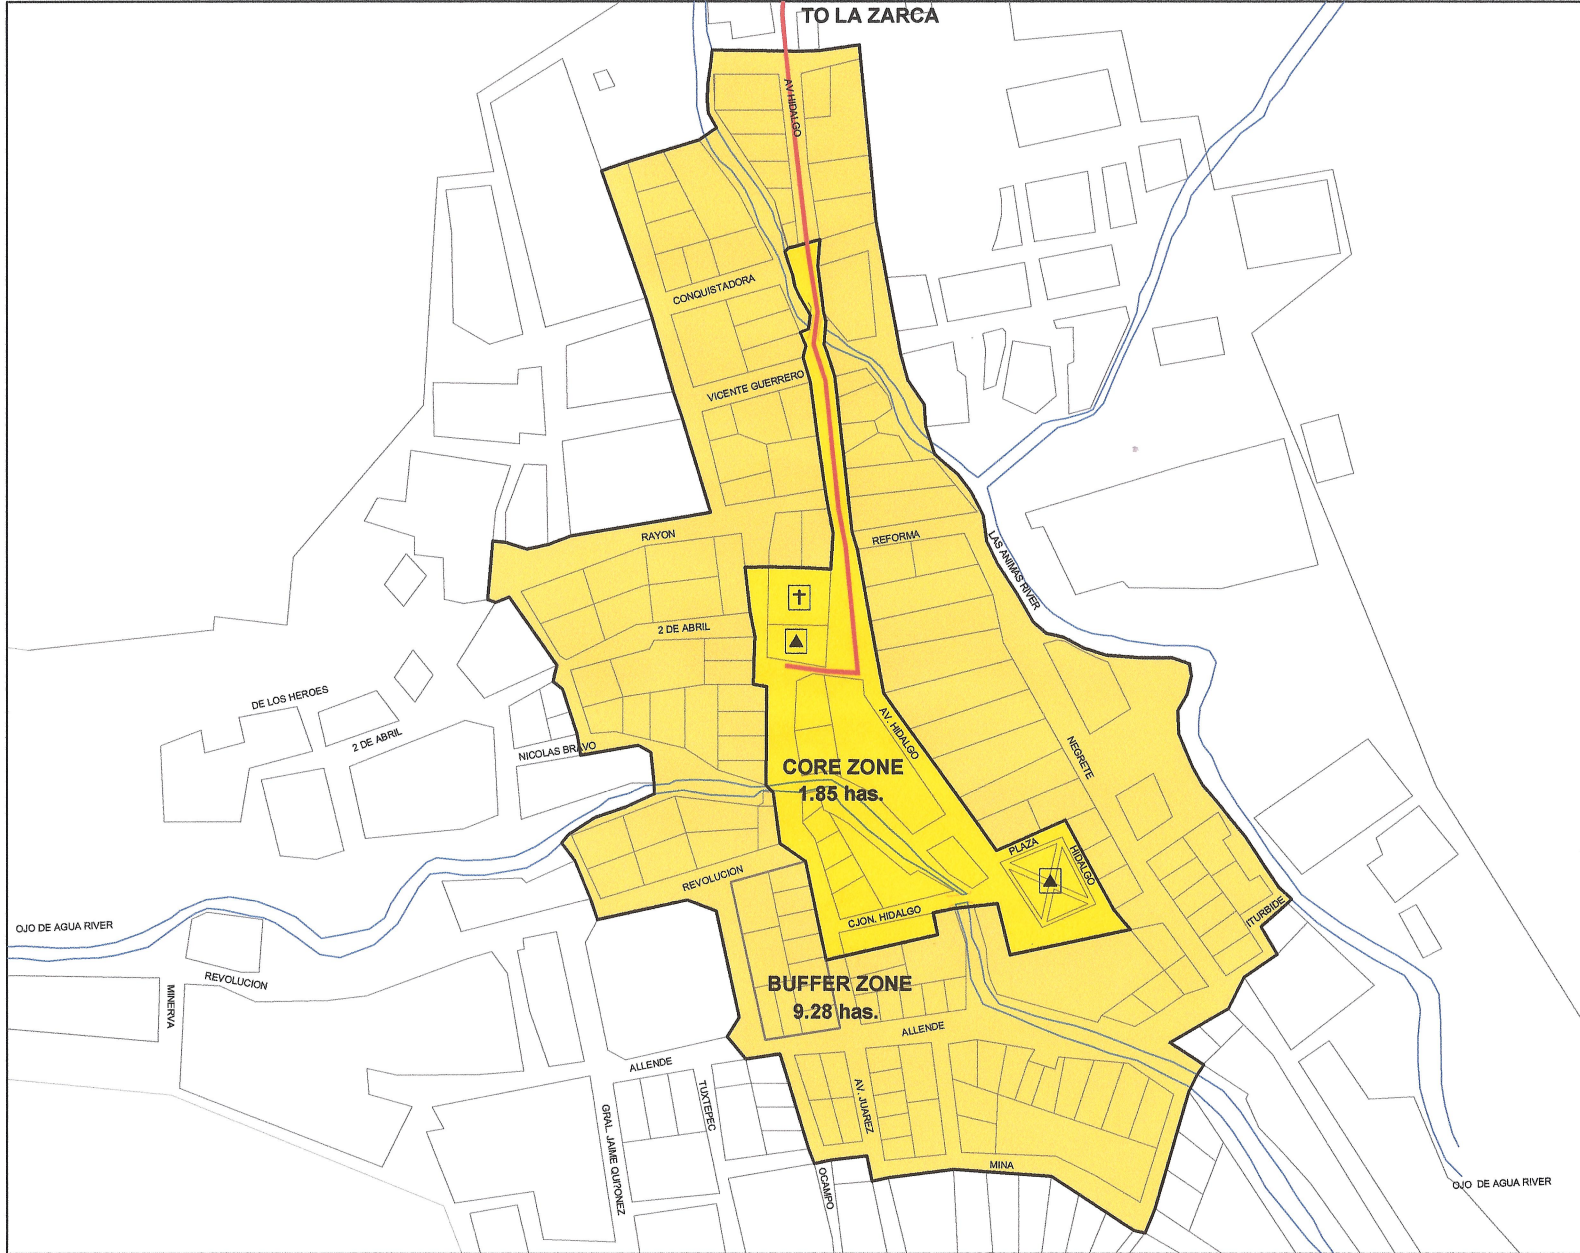 TO LA ZARCA
AV HIDALGO
CONQUISTADORA
VICENTE GUERRERO
RAYON
REFORMA
LAS ANIMAS RIVER
2 DE ABRIL
DE LOS HEROES
2 DE ABRIL
NICOLAS BRAVO
AV. HIDALGO
NEGRETE
CORE ZONE
1.85 has.
PLAZA
HIDALGO
REVOLUCION
CJON. HIDALGO
ITURBIDE
OJO DE AGUA RIVER
REVOLUCION
MINERVA
BUFFER ZONE
9.28 has.
ALLENDE
ALLENDE
TUXTEPEC
GRAL. JAIME QUI?ONEZ
AV. JUAREZ
MINA
OCAMPO
OJO DE AGUA RIVER